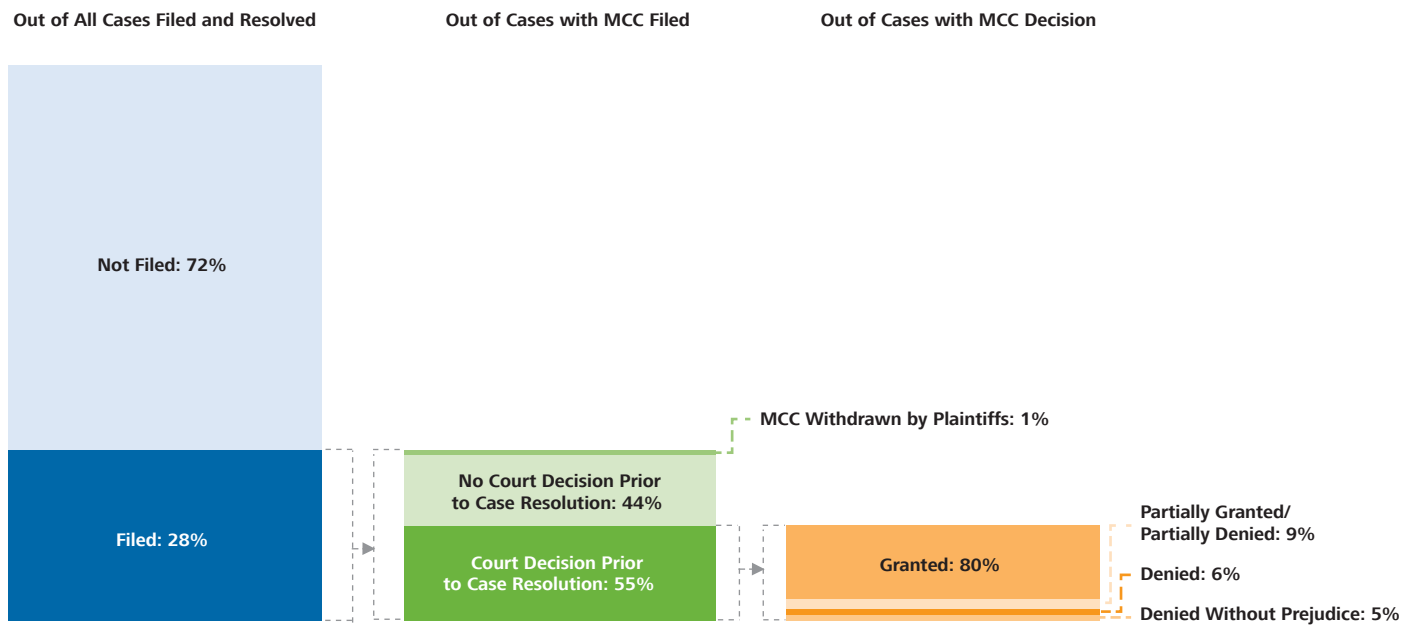 Out of All Cases Filed and Resolved
Out of Cases with MCC Filed
Out of Cases with MCC Decision
Not Filed: 72%
Filed: 28%
MCC Withdrawn by Plaintiffs: 1%
No Court Decision Prior
to Case Resolution: 44%
Court Decision Prior
to Case Resolution: 55%
Granted: 80%
Partially Granted/
Partially Denied: 9%
Denied: 6%
Denied Without Prejudice: 5%